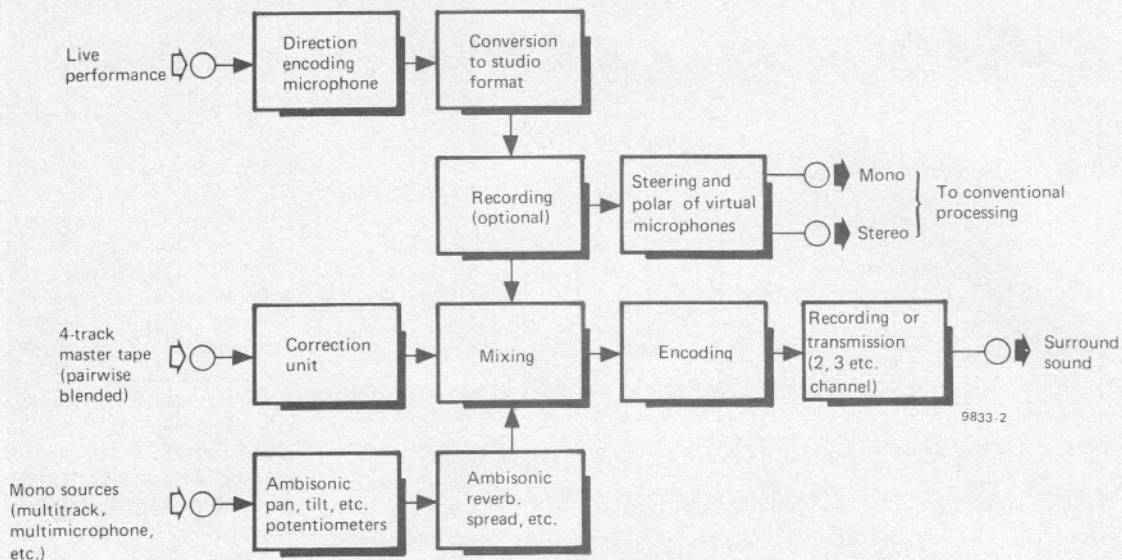 Live
performance
Direction
encoding
microphone
Conversion
to studio
format
Recording
(optional)
Steering and
polar of virtual
microphones
Mono
Stereo
To conventional
processing
4-track
master tape
(pairwise
blended)
Correction
unit
Mixing
Encoding
Recording or
transmission
(2, 3 etc.
channel)
Surround
sound
9833-2
Mono sources
(multitrack,
multimicrophone,
etc.)
Ambisonic
pan, tilt, etc.
potentiometers
Ambisonic
reverb.
spread, etc.